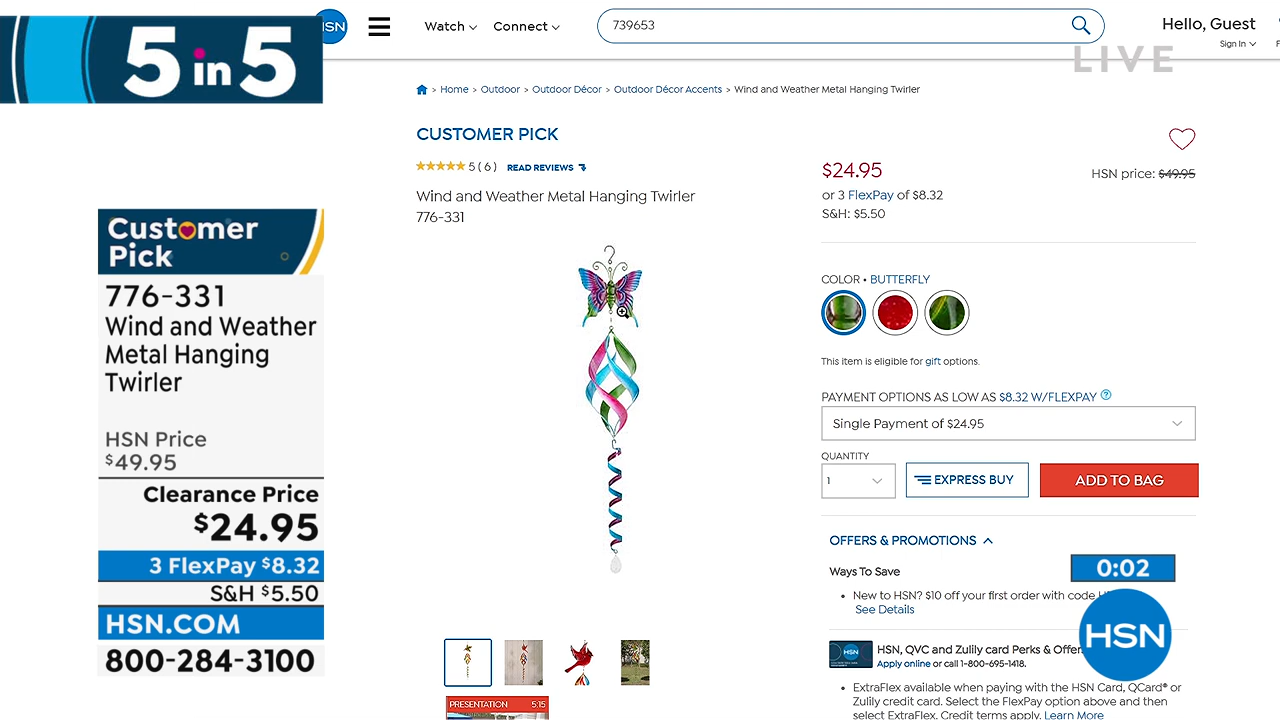 5 in 5
HSN
Watch
Connect
739653
Hello, Guest
Sign In
LIVE
> Home > Outdoor > Outdoor Décor > Outdoor Décor Accents > Wind and Weather Metal Hanging Twirler
CUSTOMER PICK
5 ( 6 ) READ REVIEWS
Wind and Weather Metal Hanging Twirler
776-331
$24.95
HSN price: $49.95
or 3 FlexPay of $8.32
S&H: $5.50
COLOR • BUTTERFLY
This item is eligible for gift options.
PAYMENT OPTIONS AS LOW AS $8.32 W/FLEXPAY ?
Single Payment of $24.95
QUANTITY
1
EXPRESS BUY
ADD TO BAG
OFFERS & PROMOTIONS
Ways To Save
• New to HSN? $10 off your first order with code
See Details
HSN, QVC and Zulily card Perks & Offer
Apply online or call 1-800-695-1418.
• ExtraFlex available when paying with the HSN Card, QCard® or
Zulily credit card. Select the FlexPay option above and then
select ExtraFlex. Credit terms apply. Learn More
0:02
HSN
PRESENTATION 5:15
Customer
Pick
776-331
Wind and Weather
Metal Hanging
Twirler
HSN Price
$49.95
Clearance Price
$24.95
3 FlexPay $8.32
S&H $5.50
HSN.COM
800-284-3100